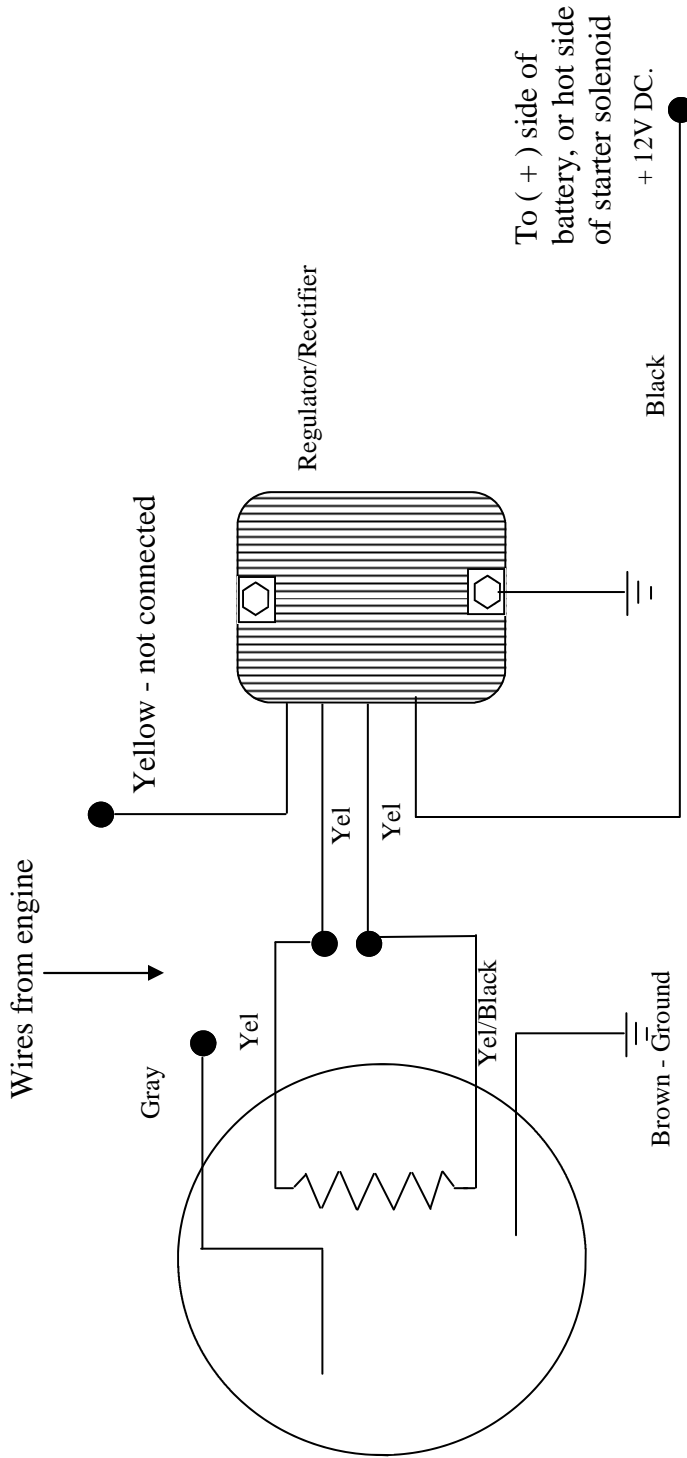 Wires from engine
Yellow - not connected
Gray
Yel
Yel
Yel
Yel/Black
Regulator/Rectifier
To ( + ) side of
battery, or hot side
of starter solenoid
+ 12V DC.
Black
Brown - Ground